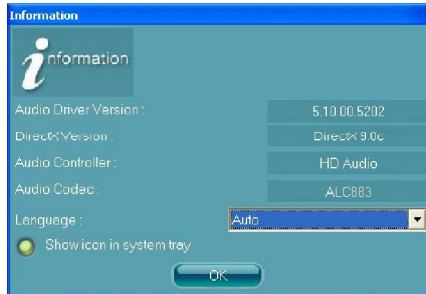 Information
information
Audio Driver Version : 5.10.00.5202
DirectX Version : DirectX 9.0c
Audio Controller : HD Audio
Audio Codec : ALC883
Language : Auto
Show icon in system tray
OK